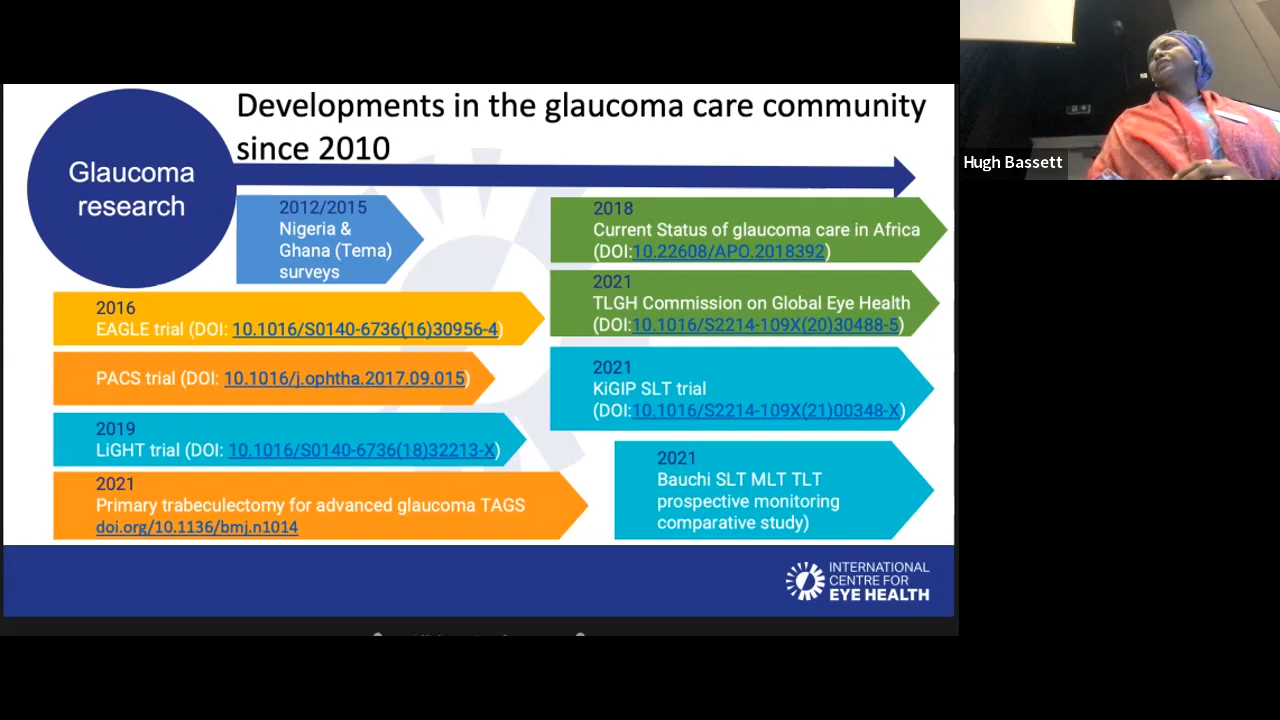 Developments in the glaucoma care community
since 2010
Glaucoma
research
2012/2015
Nigeria &
Ghana (Tema)
surveys
2016
EAGLE trial (DOI: 10.1016/S0140-6736(16)30956-4)
PACS trial (DOI: 10.1016/j.ophtha.2017.09.015)
2019
LiGHT trial (DOI: 10.1016/S0140-6736(18)32213-X)
2021
Primary trabeculectomy for advanced glaucoma TAGS
doi.org/10.1136/bmj.n1014
2018
Current Status of glaucoma care in Africa
(DOI:10.22608/APO.2018392)
2021
TLGH Commission on Global Eye Health
(DOI:10.1016/S2214-109X(20)30488-5)
2021
KiGIP SLT trial
(DOI:10.1016/S2214-109X(21)00348-X)
2021
Bauchi SLT MLT TLT
prospective monitoring
comparative study)
INTERNATIONAL
CENTRE FOR
EYE HEALTH
Hugh Bassett